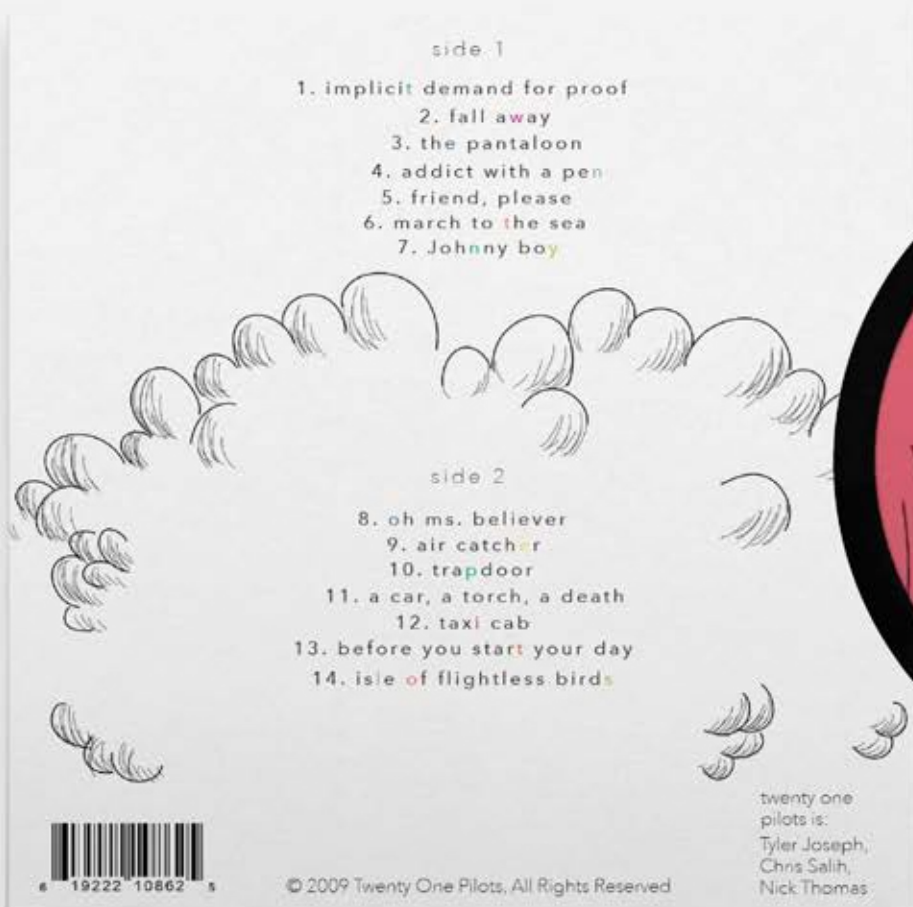 side 1
1. implicit demand for proof
2. fall away
3. the pantaloon
4. addict with a pen
5. friend, please
6. march to the sea
7. Johnny boy
side 2
8. oh ms. believer
9. air catcher
10. trapdoor
11. a car, a torch, a death
12. taxi cab
13. before you start your day
14. isle of flightless birds
twenty one
pilots is:
Tyler Joseph,
Chris Salih,
Nick Thomas
6 19222 10862 5
© 2009 Twenty One Pilots, All Rights Reserved